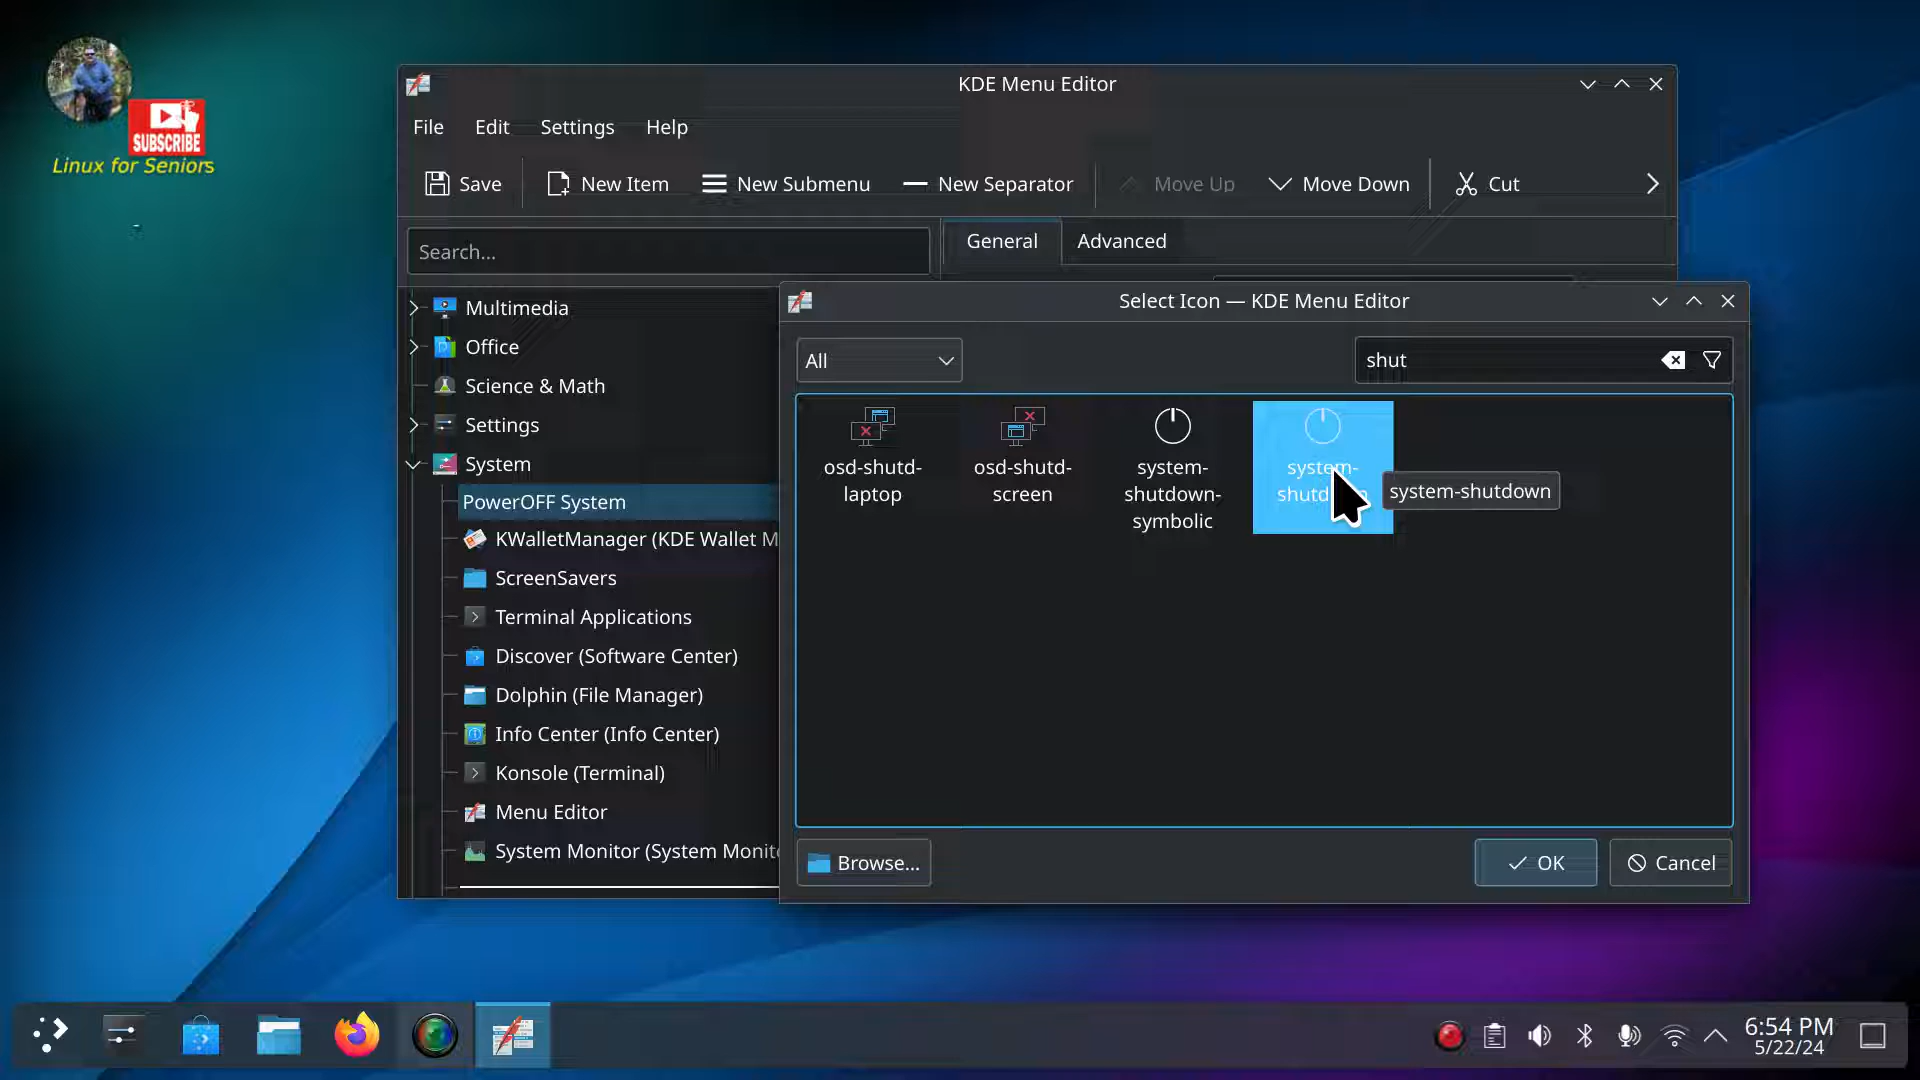 SUBSCRIBE
Linux for Seniors
KDE Menu Editor
File Edit Settings Help
Save New Item New Submenu New Separator Move Up Move Down Cut
Search...
General Advanced
Multimedia
Office
Science & Math
Settings
System
PowerOFF System
KWalletManager (KDE Wallet M
ScreenSavers
Terminal Applications
Discover (Software Center)
Dolphin (File Manager)
Info Center (Info Center)
Konsole (Terminal)
Menu Editor
System Monitor (System Monit
Select Icon — KDE Menu Editor
All
shut
osd-shutd-
laptop
osd-shutd-
screen
system-
shutdown-
symbolic
system-
shutd
system-shutdown
Browse...
OK Cancel
6:54 PM
5/22/24